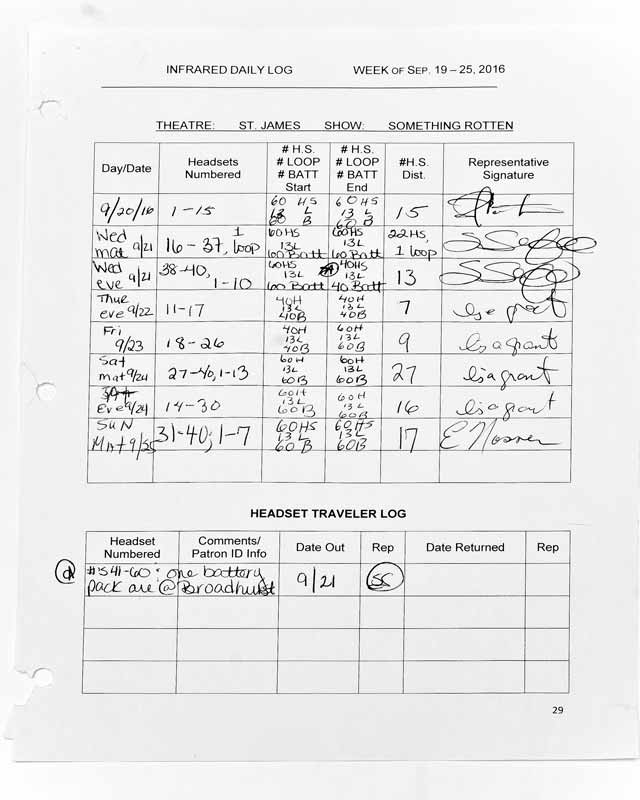 INFRARED DAILY LOG WEEK OF SEP. 19 – 25, 2016
THEATRE: ST. JAMES SHOW: SOMETHING ROTTEN
Day/Date Headsets Numbered # H.S. # LOOP # BATT Start # H.S. # LOOP # BATT End #H.S. Dist. Representative Signature
9/20/16 1-15 60 HS 13 L 60 B 60 HS 13 L 60 B 15
Wed mat 9/21 16-37, 1 loop 60HS 13L 60 Batt 60HS 13L 60 Batt 22 HS, 1 loop
Wed eve 9/21 38-40, 1-10 60HS 13L 60 Batt 40HS 13L 40 Batt 13
Thur eve 9/22 11-17 40H 13L 40B 40H 13L 40B 7 lisa grant
Fri 9/23 18-26 40H 13L 40B 60H 13L 60B 9 lisa grant
Sat mat 9/24 27-40, 1-13 60H 13L 60B 60H 13L 60B 27 lisa grant
Sat Eve 9/24 14-30 60H 13L 60B 60H 13L 60B 16 lisa grant
SUN Mat 9/25 31-40; 1-7 60HS 13L 60B 60HS 13L 60B 17
HEADSET TRAVELER LOG
Headset Numbered Comments/ Patron ID Info Date Out Rep Date Returned Rep
#'s 41-60 : one battery 9/21 SC
pack are @ Broadhurst
29